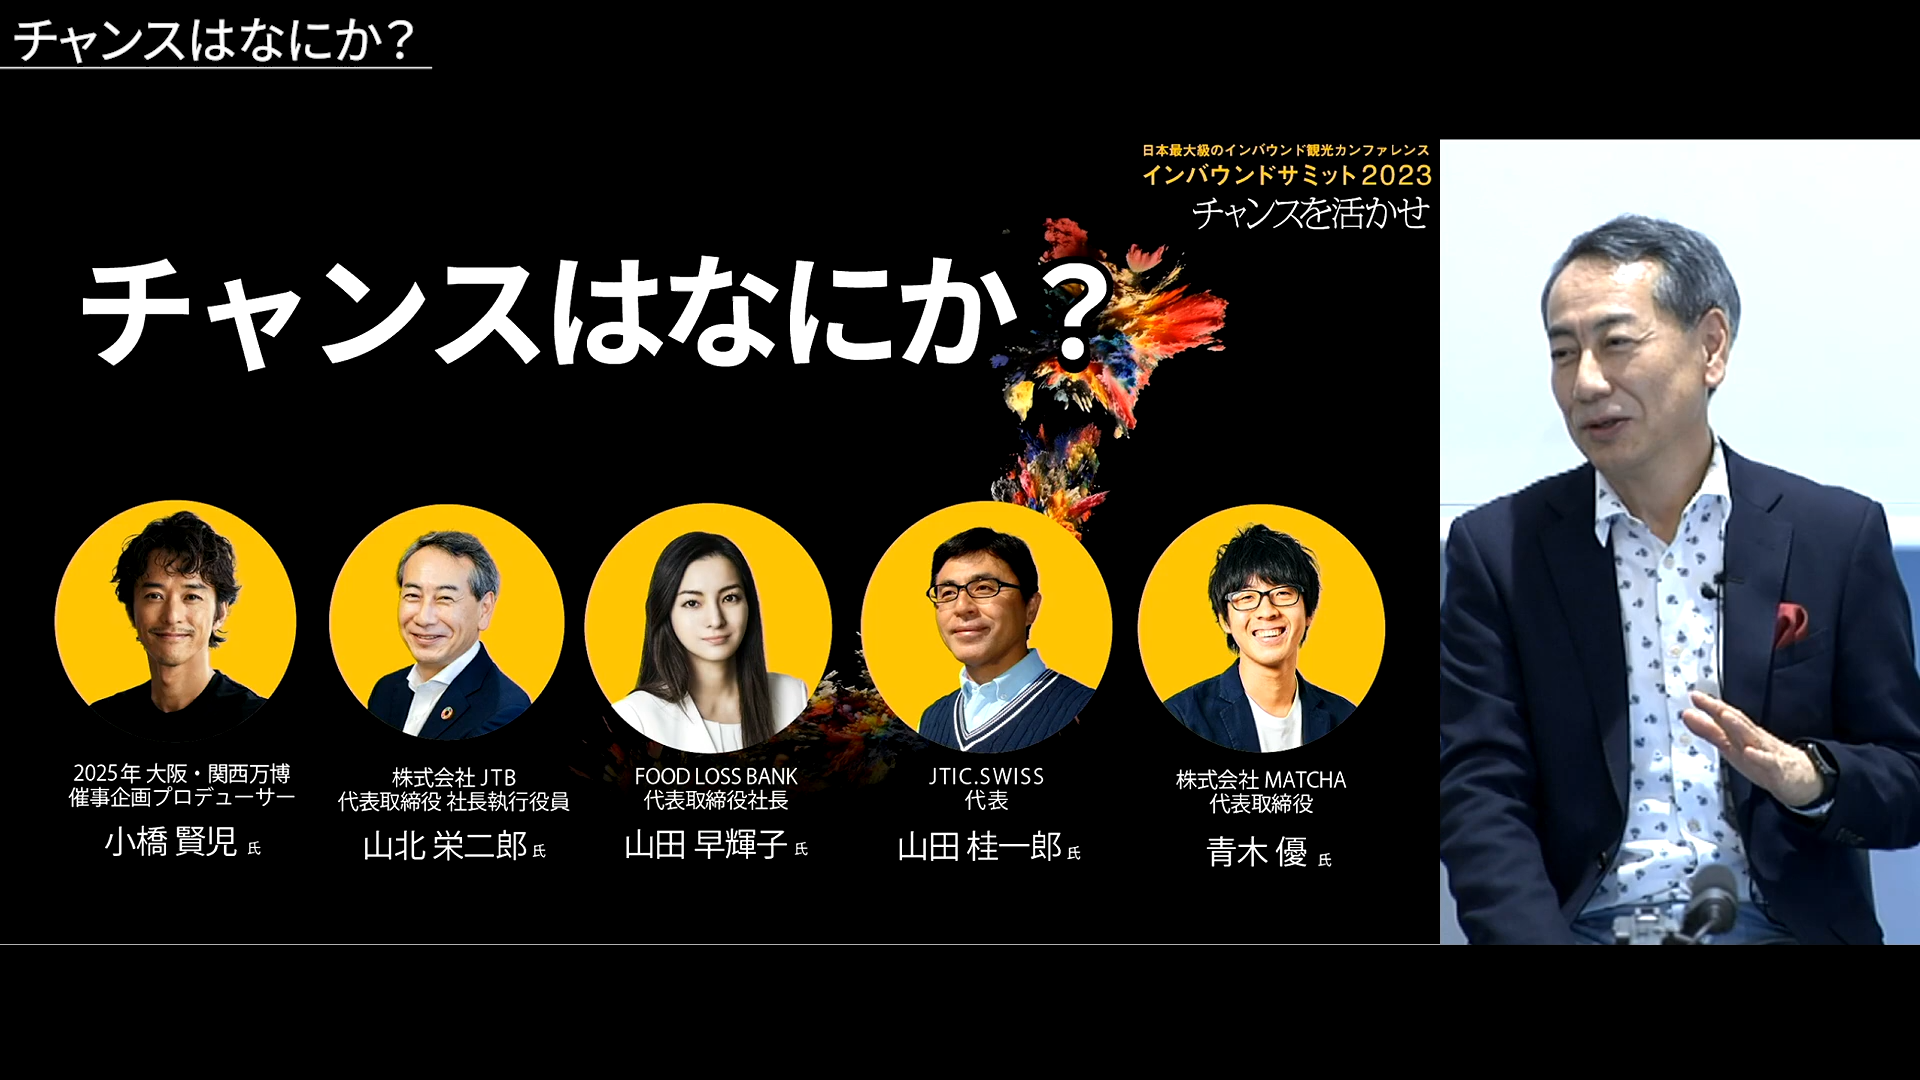 チャンスはなにか？
日本最大級のインバウンド観光カンファレンス
インバウンドサミット2023
チャンスを活かせ
チャンスはなにか？
2025年 大阪・関西万博
催事企画プロデューサー
小橋 賢児 氏
株式会社 JTB
代表取締役 社長執行役員
山北 栄二郎 氏
FOOD LOSS BANK
代表取締役社長
山田 早輝子 氏
JTIC.SWISS
代表
山田 桂一郎 氏
株式会社 MATCHA
代表取締役
青木 優 氏